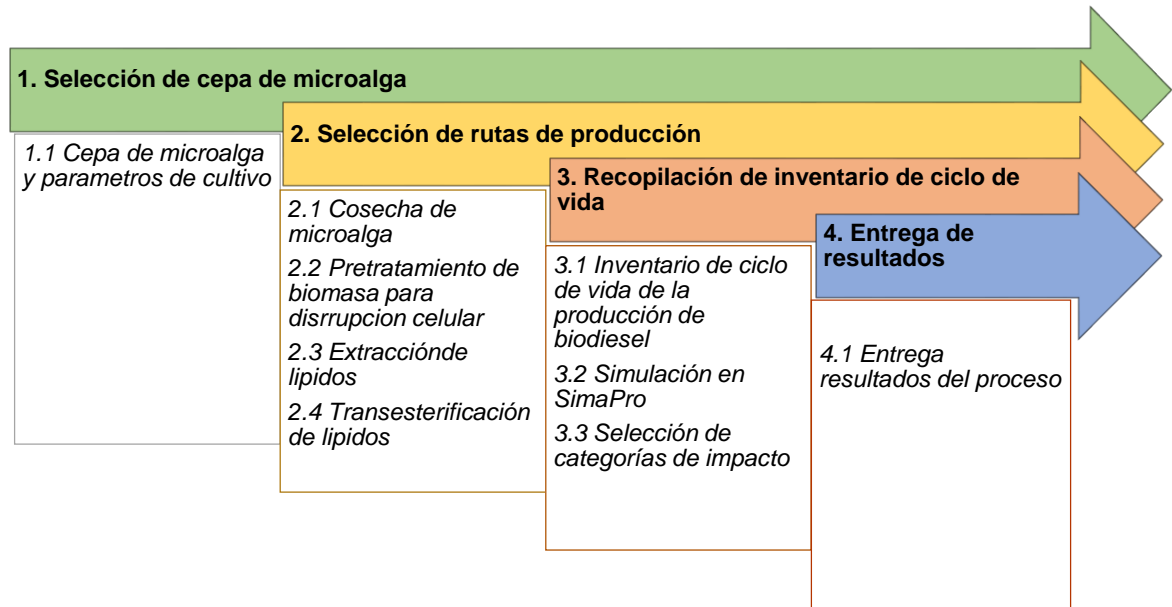 1. Selección de cepa de microalga
1.1 Cepa de microalga
y parametros de cultivo
2. Selección de rutas de producción
2.1 Cosecha de
microalga
2.2 Pretratamiento de
biomasa para
disrrupcion celular
2.3 Extracciónde
lipidos
2.4 Transesterificación
de lipidos
3. Recopilación de inventario de ciclo de
vida
3.1 Inventario de ciclo
de vida de la
producción de
biodiesel
3.2 Simulación en
SimaPro
3.3 Selección de
categorías de impacto
4. Entrega de
resultados
4.1 Entrega
resultados del proceso